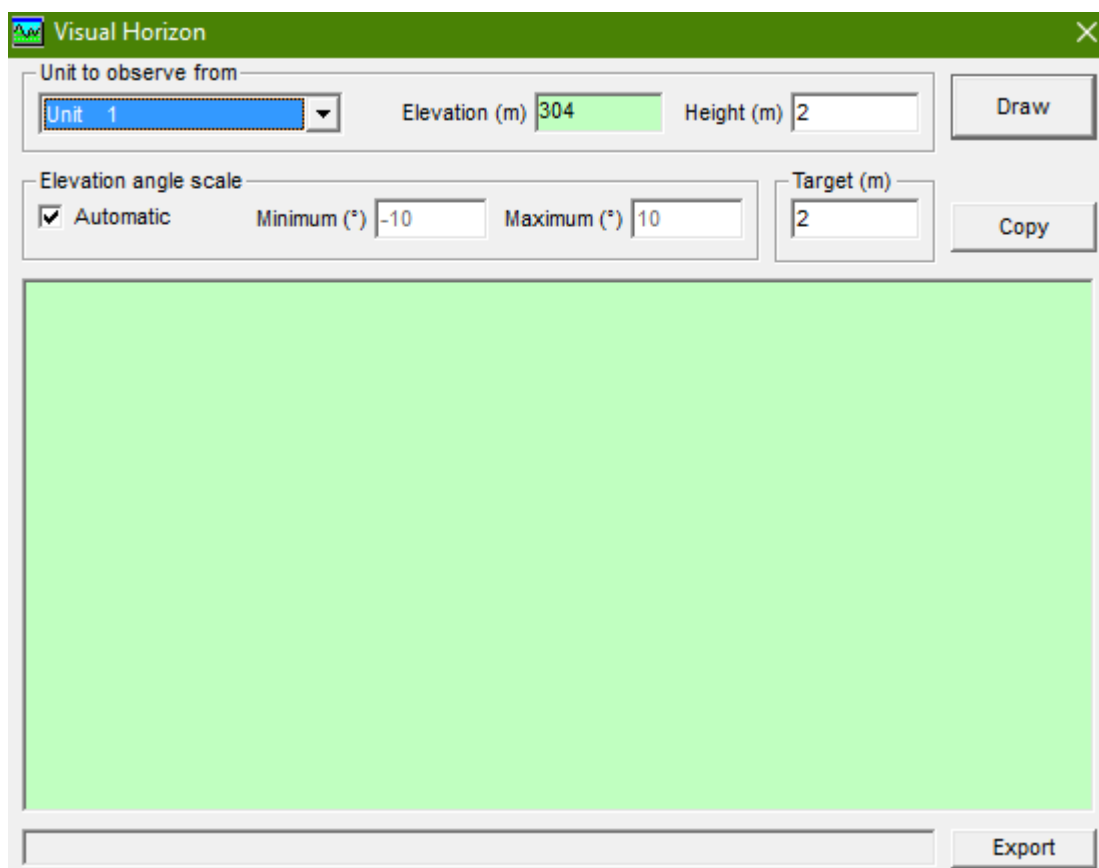 Visual Horizon
Unit to observe from
Unit 1 Elevation (m) 304 Height (m) 2 Draw
Elevation angle scale Target (m)
Automatic Minimum (°) -10 Maximum (°) 10 2 Copy
Export